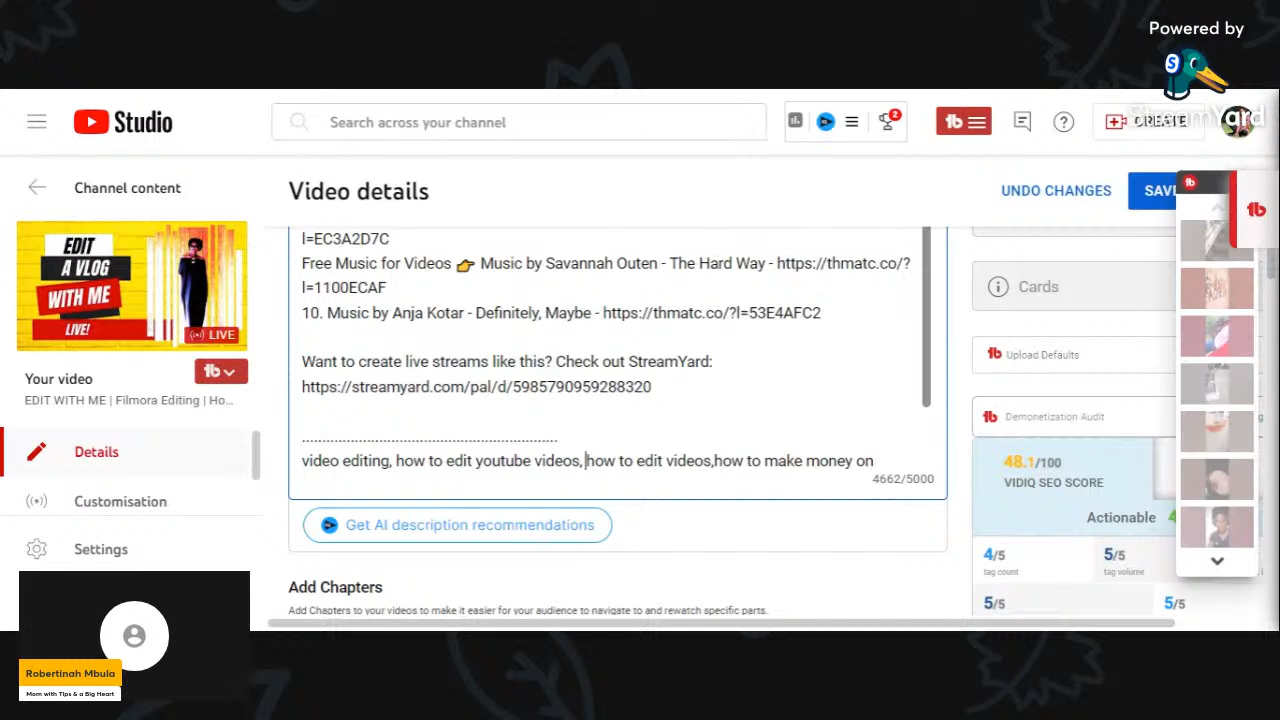 Powered by
StreamYard
Studio
Search across your channel
2
CREATE
Channel content
Video details
UNDO CHANGES
SAVE
EDIT
A VLOG
WITH ME
LIVE!
LIVE
Your video
EDIT WITH ME | Filmora Editing | Ho...
Details
Customisation
Settings
l=EC3A2D7C
Free Music for Videos 👉 Music by Savannah Outen - The Hard Way - https://thmatc.co/?
l=1100ECAF
10. Music by Anja Kotar - Definitely, Maybe - https://thmatc.co/?l=53E4AFC2
Want to create live streams like this? Check out StreamYard:
https://streamyard.com/pal/d/5985790959288320
...............................................................
video editing, how to edit youtube videos,how to edit videos,how to make money on
4662/5000
Get AI description recommendations
Add Chapters
Add Chapters to your videos to make it easier for your audience to navigate to and rewatch specific parts.
Cards
Upload Defaults
Demonetization Audit
48.1/100
VIDIQ SEO SCORE
Actionable
4/5
tag count
5/5
tag volume
5/5
5/5
Robertinah Mbula
Mom with Tips & a Big Heart